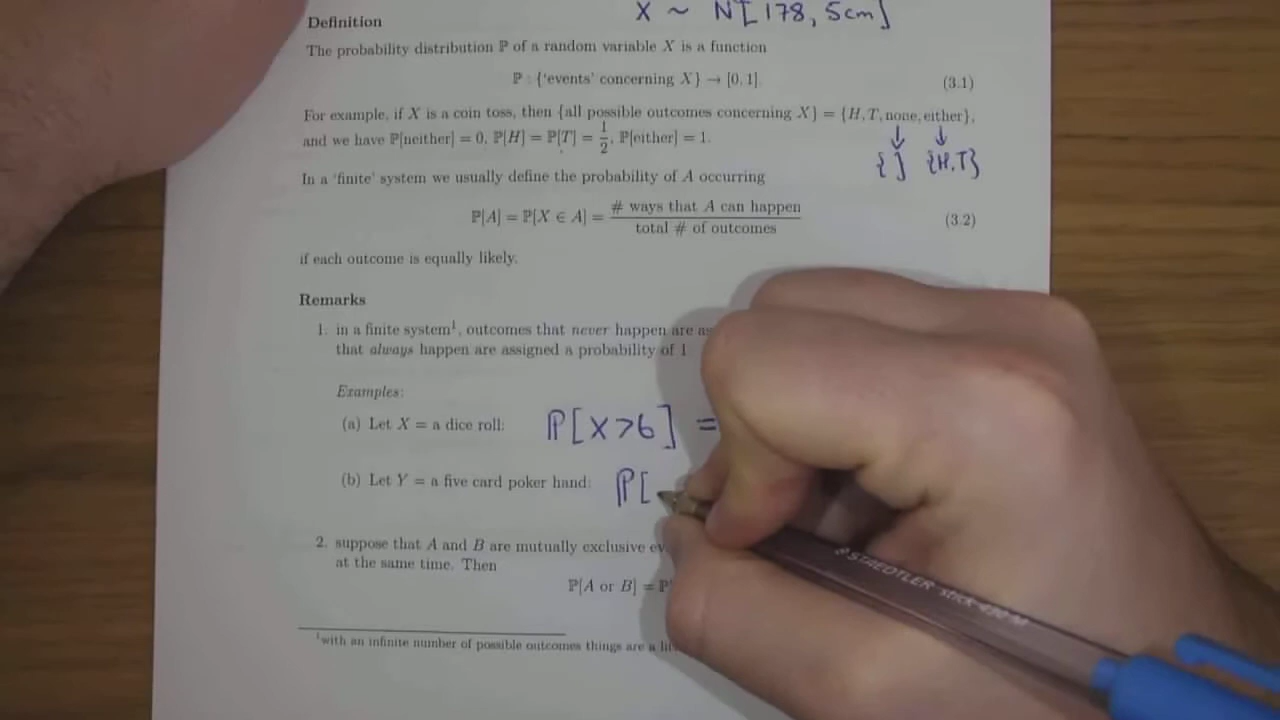 X ~ N[178, 5cm]
Definition
The probability distribution ℙ of a random variable X is a function
ℙ : {'events' concerning X} → [0, 1]. (3.1)
For example, if X is a coin toss, then {all possible outcomes concerning X} = {H, T, none, either},
and we have ℙ[neither] = 0, ℙ[H] = ℙ[T] = 1/2, ℙ[either] = 1.
{ } {H,T}
In a 'finite' system we usually define the probability of A occurring
ℙ[A] = ℙ[X ∈ A] = # ways that A can happen / total # of outcomes (3.2)
if each outcome is equally likely.
Remarks
1. in a finite system¹, outcomes that never happen are
that always happen are assigned a probability of 1
Examples:
(a) Let X = a dice roll: ℙ[X>6] =
(b) Let Y = a five card poker hand: ℙ[
2. suppose that A and B are mutually exclusive
at the same time. Then
ℙ[A or B] = ℙ
¹with an infinite number of possible outcomes things are a
STAEDTLER stick 430 M